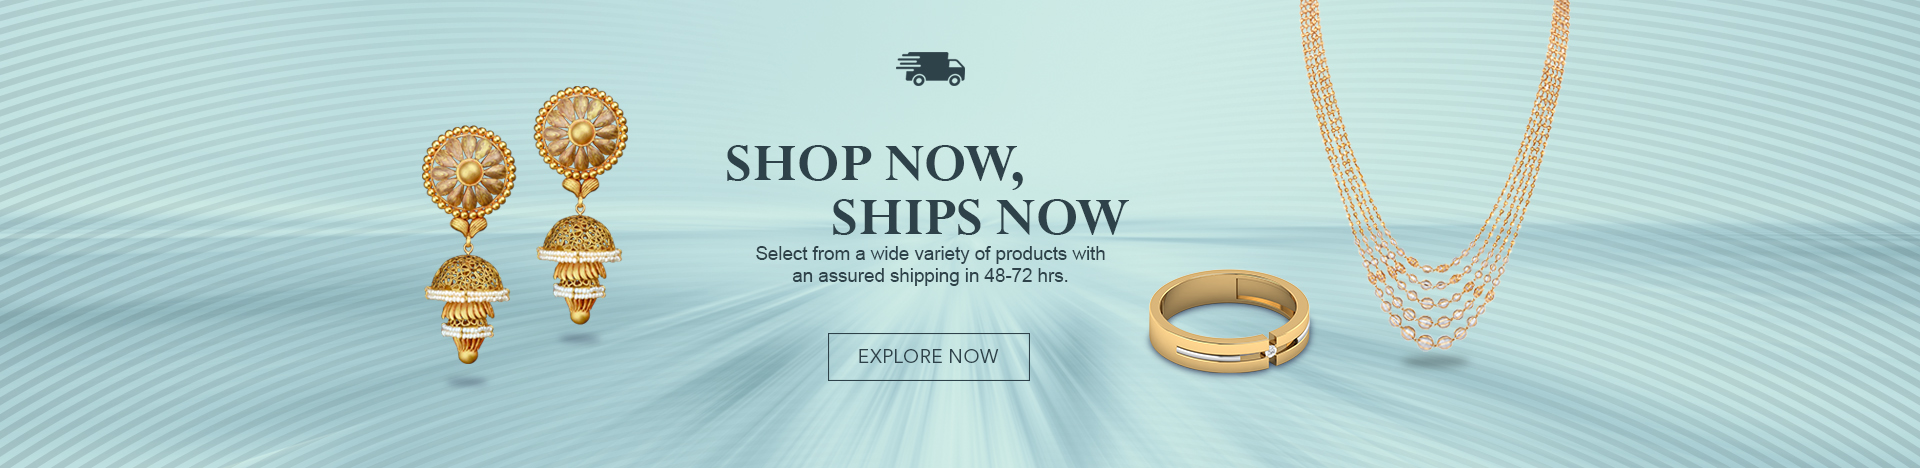 SHOP NOW,
SHIPS NOW
Select from a wide variety of products with
an assured shipping in 48-72 hrs.
EXPLORE NOW